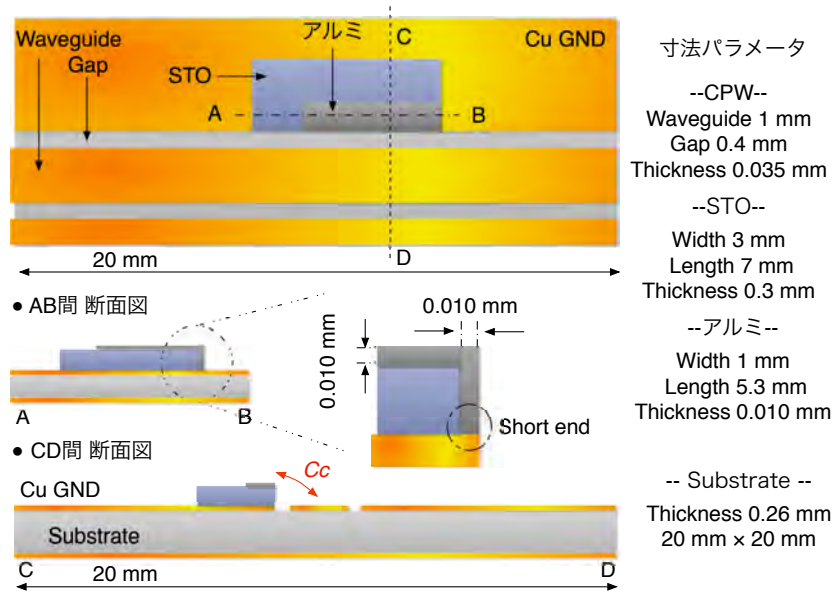 Waveguide
Gap
STO
アルミ
C
Cu GND
A
B
D
20 mm
寸法パラメータ
--CPW--
Waveguide 1 mm
Gap 0.4 mm
Thickness 0.035 mm
--STO--
Width 3 mm
Length 7 mm
Thickness 0.3 mm
--アルミ--
Width 1 mm
Length 5.3 mm
Thickness 0.010 mm
-- Substrate --
Thickness 0.26 mm
20 mm × 20 mm
• AB間 断面図
A
B
0.010 mm
0.010 mm
Short end
• CD間 断面図
Cu GND
Cc
Substrate
C
D
20 mm